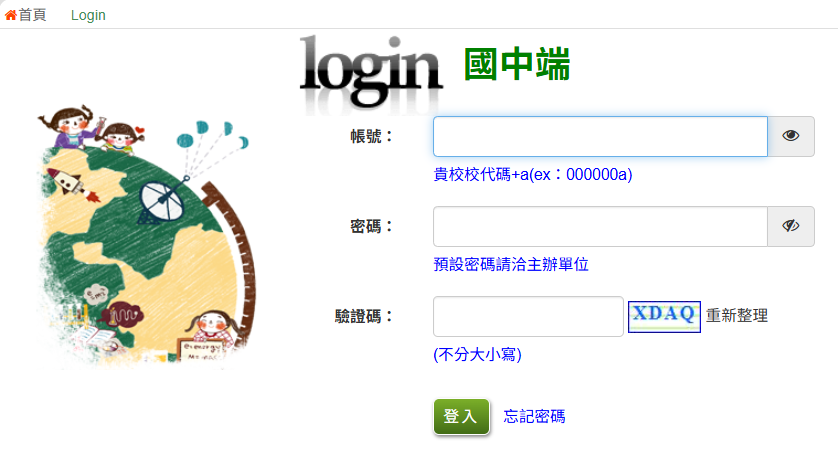 首頁 Login
login 國中端
帳號：
貴校校代碼+a(ex：000000a)
密碼：
預設密碼請洽主辦單位
驗證碼： XDAQ 重新整理
(不分大小寫)
登入 忘記密碼